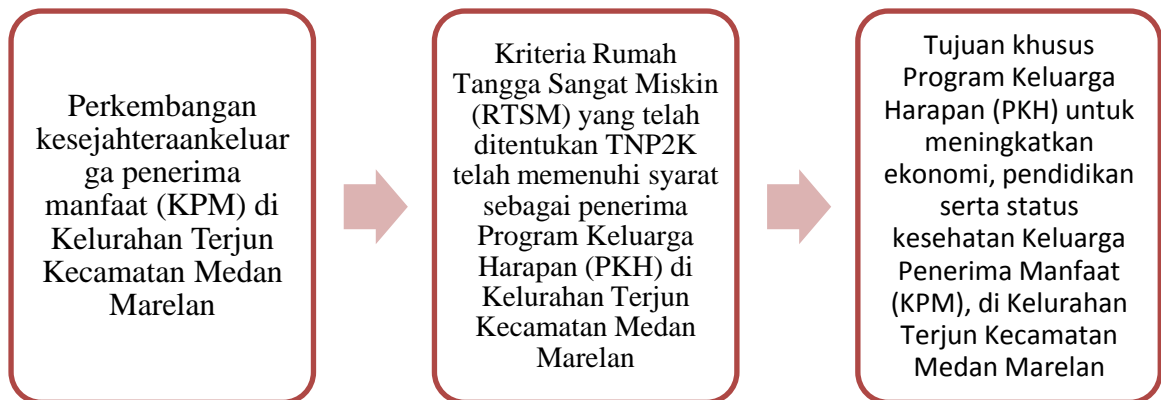 Perkembangan
kesejahteraankeluar
ga penerima
manfaat (KPM) di
Kelurahan Terjun
Kecamatan Medan
Marelan
Kriteria Rumah
Tangga Sangat Miskin
(RTSM) yang telah
ditentukan TNP2K
telah memenuhi syarat
sebagai penerima
Program Keluarga
Harapan (PKH) di
Kelurahan Terjun
Kecamatan Medan
Marelan
Tujuan khusus
Program Keluarga
Harapan (PKH) untuk
meningkatkan
ekonomi, pendidikan
serta status
kesehatan Keluarga
Penerima Manfaat
(KPM), di Kelurahan
Terjun Kecamatan
Medan Marelan